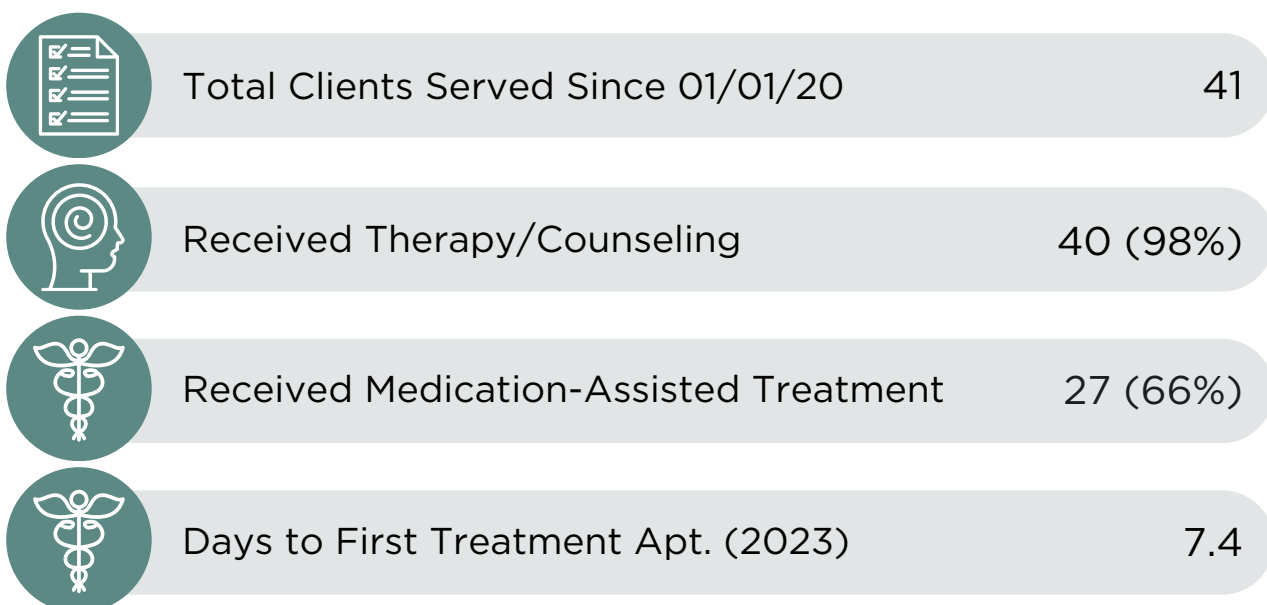 Total Clients Served Since 01/01/20 41
Received Therapy/Counseling 40 (98%)
Received Medication-Assisted Treatment 27 (66%)
Days to First Treatment Apt. (2023) 7.4